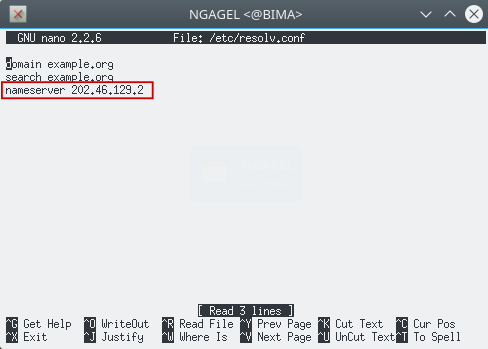 NGAGEL <@BIMA>
GNU nano 2.2.6 File: /etc/resolv.conf
domain example.org
search example.org
nameserver 202.46.129.2
[ Read 3 lines ]
^G Get Help ^O WriteOut ^R Read File ^Y Prev Page ^K Cut Text ^C Cur Pos
^X Exit ^J Justify ^W Where Is ^V Next Page ^U UnCut Text ^T To Spell